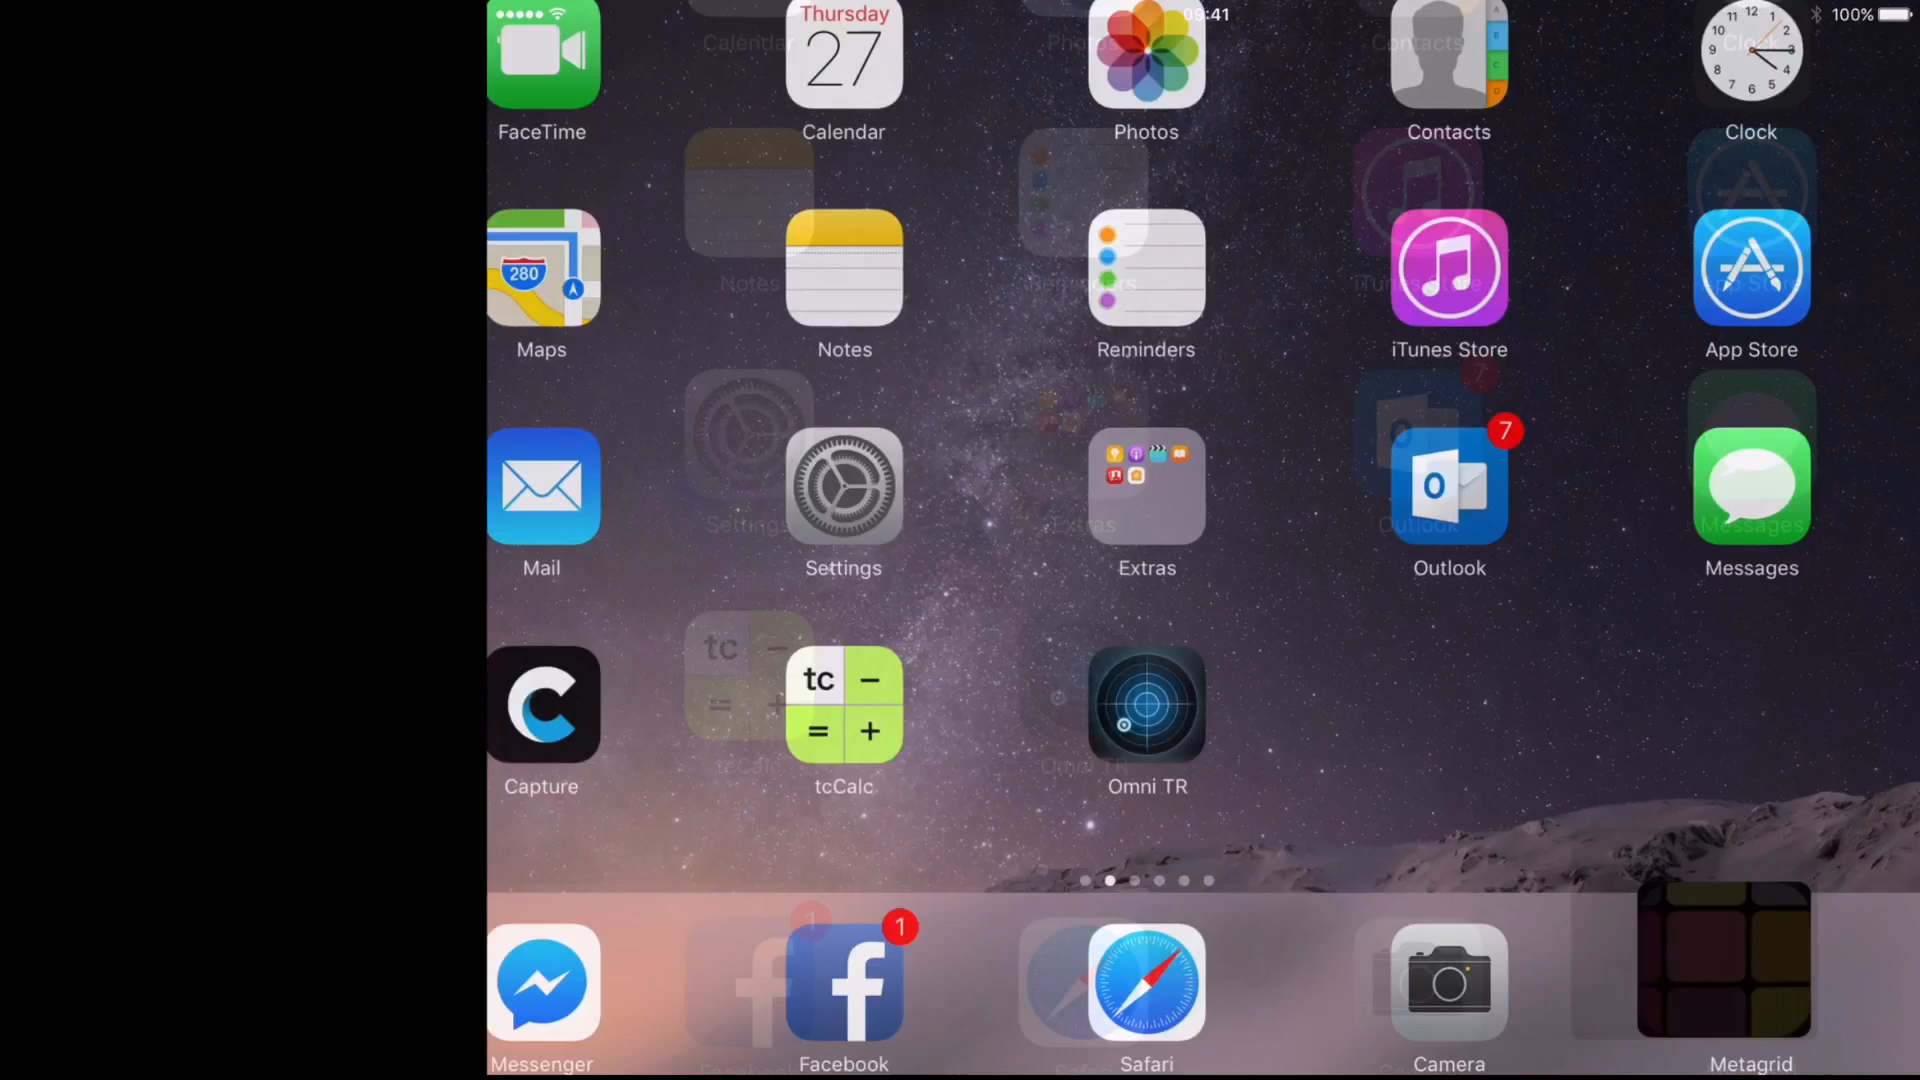 Thursday
09:41
100%
27
FaceTime
Calendar
Photos
Contacts
Clock
280
Maps
Notes
Reminders
iTunes Store
App Store
7
Mail
Settings
Extras
Outlook
Messages
tc − = +
Capture
tcCalc
Omni TR
1
Messenger
Facebook
Safari
Camera
Metagrid